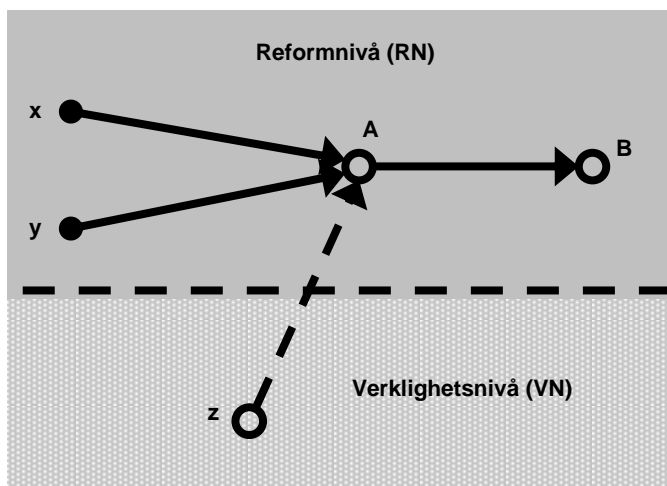 Reformnivå (RN)
x
A
B
y
Verklighetsnivå (VN)
z